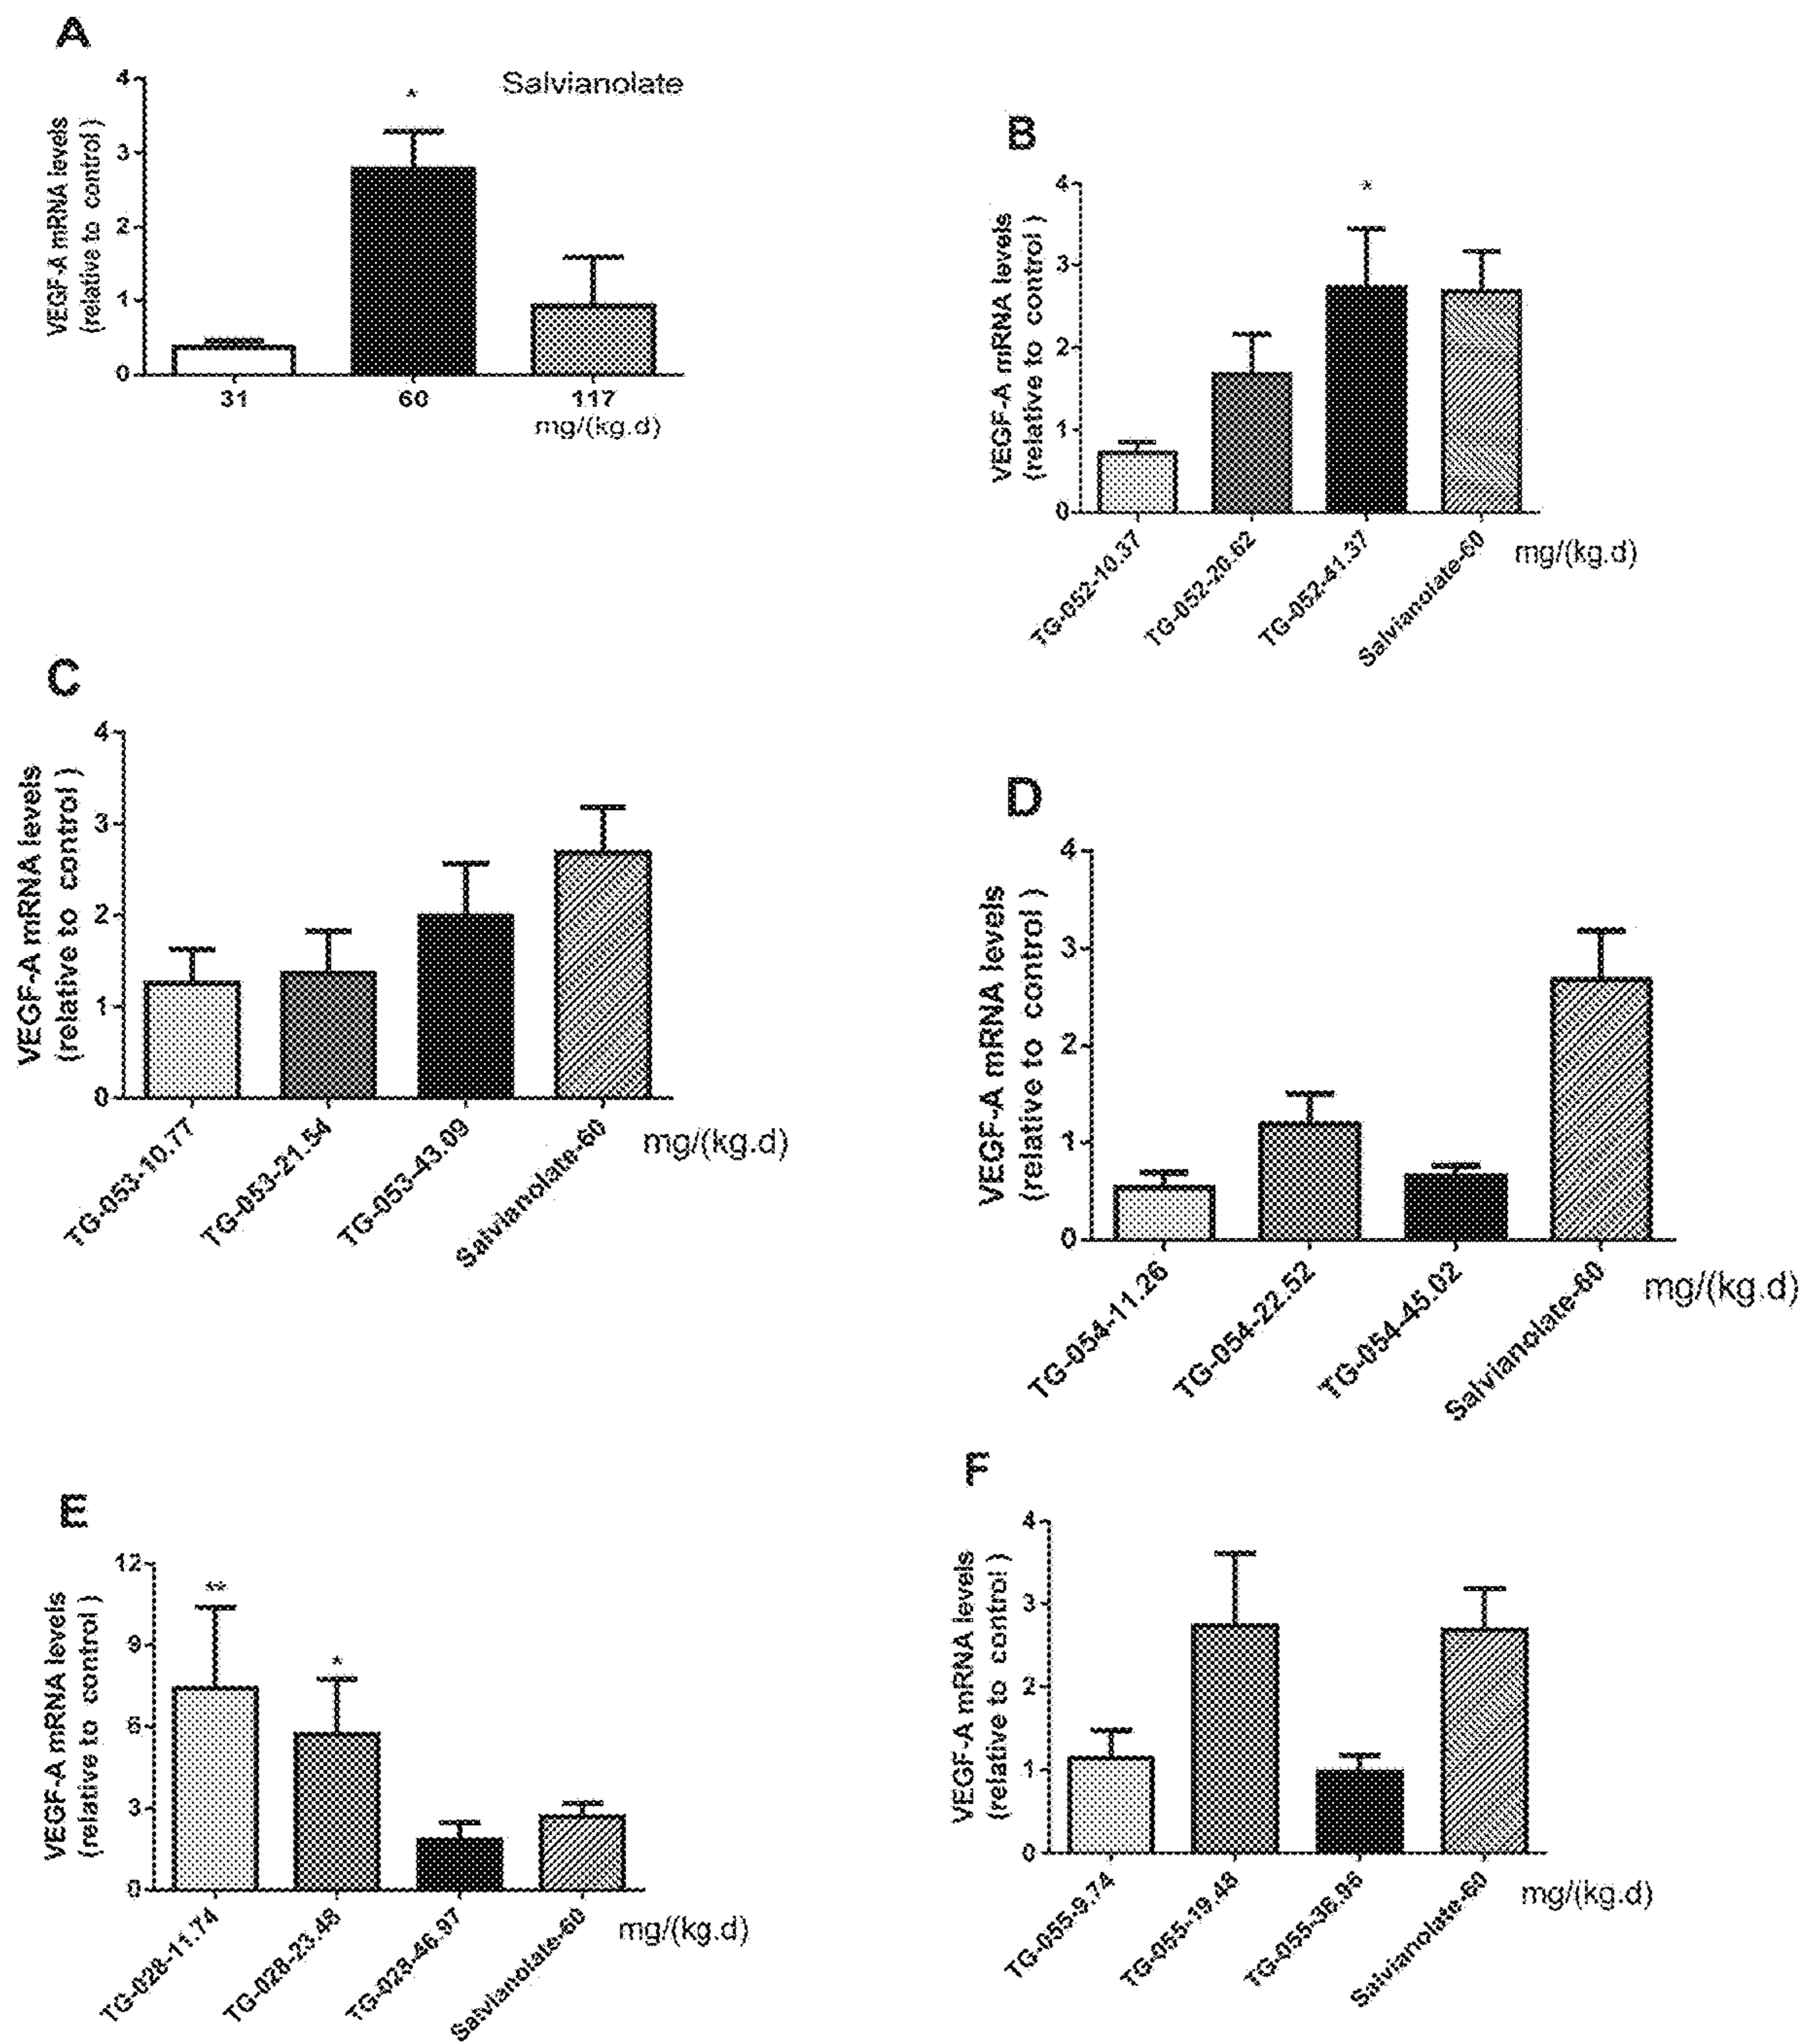 A
Salvianolate
VEGF-A mRNA levels
(relative to control )
4
3
2
1
0
*
31
60
117
mg/(kg.d)
B
VEGF-A mRNA levels
(relative to control )
4
3
2
1
0
*
TG-052-10.37
TG-052-20.62
TG-052-41.37
Salvianolate-60
mg/(kg.d)
C
VEGF-A mRNA levels
(relative to control )
4
3
2
1
0
TG-053-10.77
TG-053-21.54
TG-053-43.09
Salvianolate-60
mg/(kg.d)
D
VEGF-A mRNA levels
(relative to control )
4
3
2
1
0
TG-054-11.26
TG-054-22.52
TG-054-45.02
Salvianolate-60
mg/(kg.d)
E
VEGF-A mRNA levels
(relative to control )
12
9
6
3
0
**
*
TG-028-11.74
TG-028-23.48
TG-028-46.97
Salvianolate-60
mg/(kg.d)
F
VEGF-A mRNA levels
(relative to control )
4
3
2
1
0
TG-055-9.74
TG-055-19.48
TG-055-38.96
Salvianolate-60
mg/(kg.d)